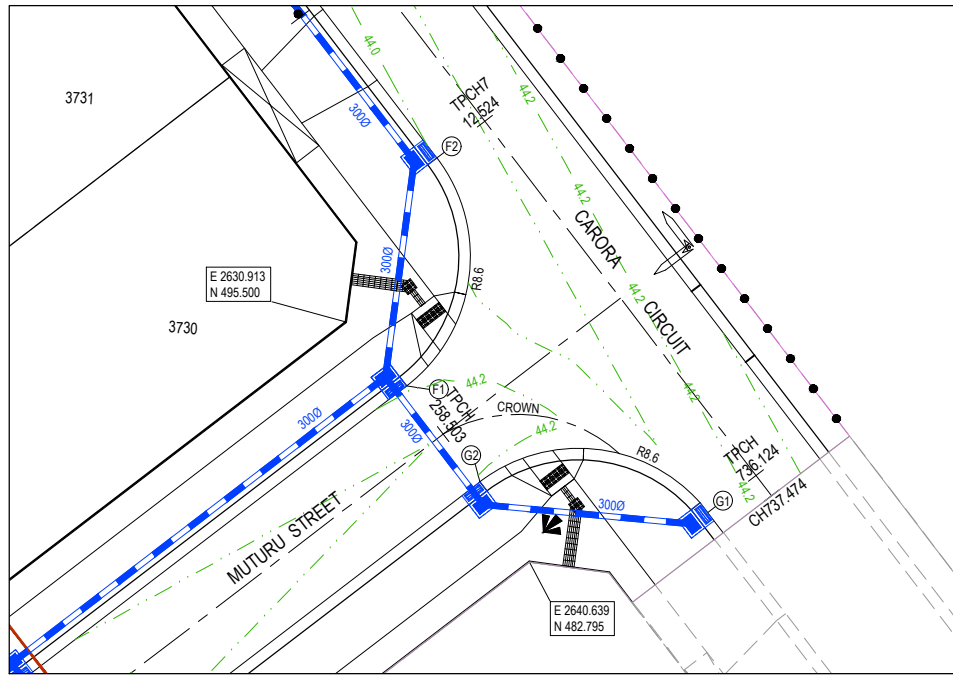 44.0
44.2
3731
300Ø
TPCH7
12.524
F2
44.2
CARORA
CIRCUIT
300Ø
E 2630.913
N 495.500
R8.6
44.2
3730
F1
44.2
TPCH
258.503
CROWN
44.2
44.2
300Ø
300Ø
G2
R8.6
TPCH
736.124
44.2
CH737.474
300Ø
G1
MUTURU STREET
E 2640.639
N 482.795